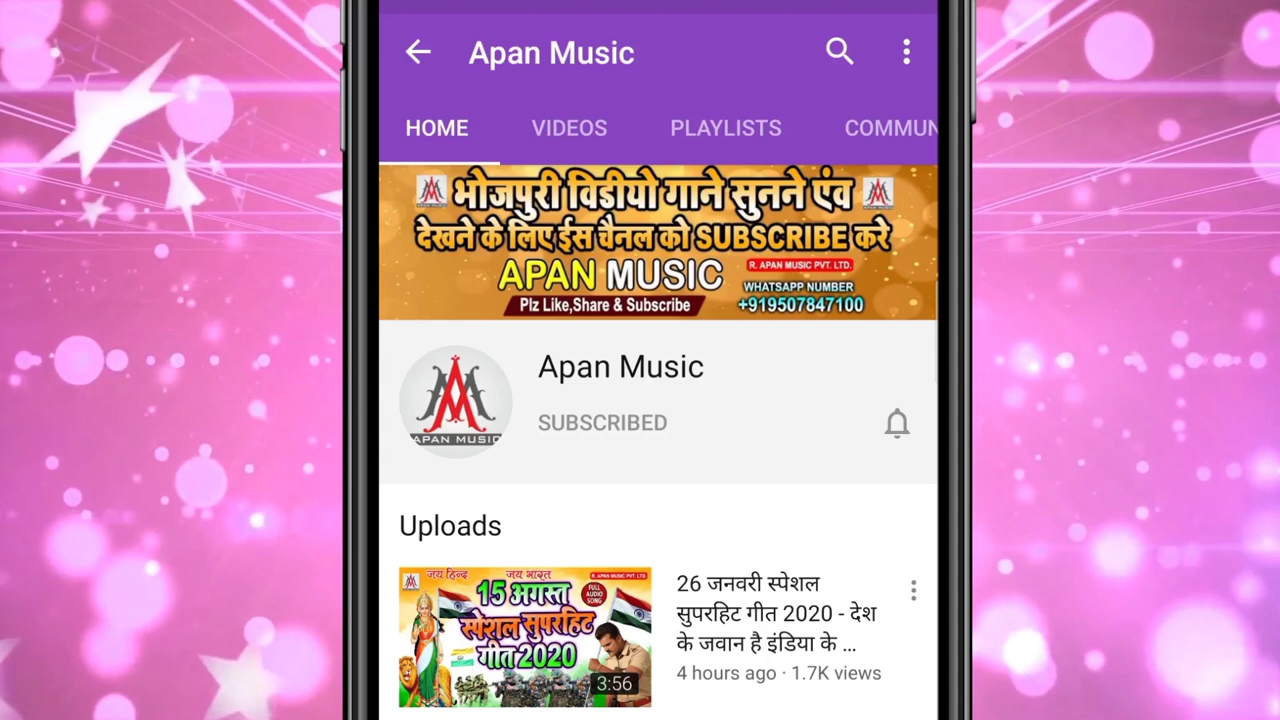 Apan Music
HOME VIDEOS PLAYLISTS COMMUN
भोजपुरी विडीयो गाने सुनने एंव
देखने के लिए ईस चैनल को SUBSCRIBE करे
APAN MUSIC
R. APAN MUSIC PVT. LTD.
WHATSAPP NUMBER
+919507847100
Plz Like,Share & Subscribe
Apan Music
SUBSCRIBED
APAN MUSIC
Uploads
जय हिन्द जय भारत
R. APAN MUSIC PVT. LTD
15 अगस्त
FULL
AUDIO
SONG
स्पेशल सुपरहिट
गीत 2020
3:56
26 जनवरी स्पेशल
सुपरहिट गीत 2020 - देश
के जवान है इंडिया के ...
4 hours ago · 1.7K views